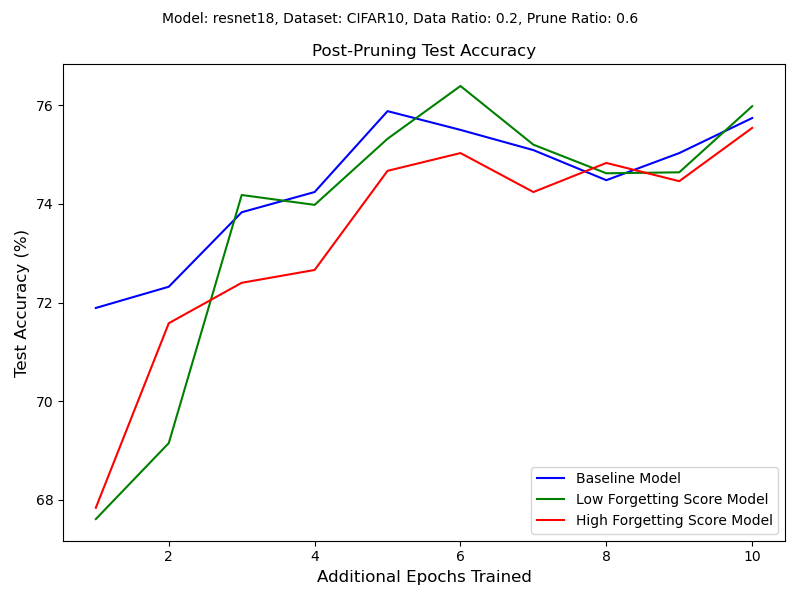 Model: resnet18, Dataset: CIFAR10, Data Ratio: 0.2, Prune Ratio: 0.6
Post-Pruning Test Accuracy
76
74
72
70
68
Test Accuracy (%)
2 4 6 8 10
Additional Epochs Trained
Baseline Model
Low Forgetting Score Model
High Forgetting Score Model